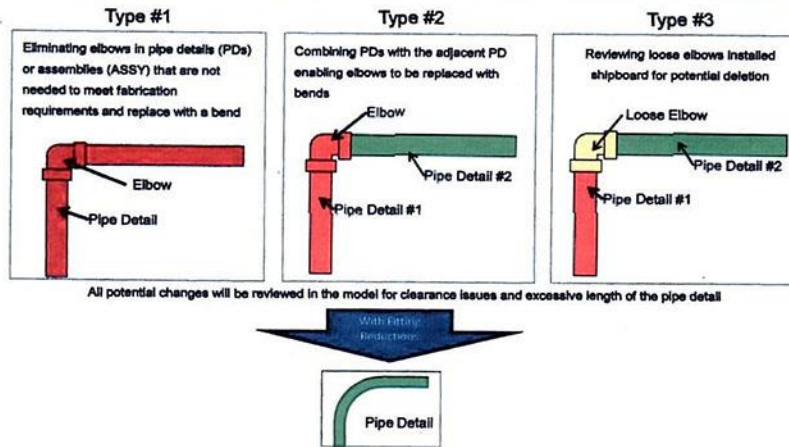 Type #1
Eliminating elbows in pipe details (PDs)
or assemblies (ASSY) that are not
needed to meet fabrication
requirements and replace with a bend
Elbow
Pipe Detail
Type #2
Combining PDs with the adjacent PD
enabling elbows to be replaced with
bends
Elbow
Pipe Detail #2
Pipe Detail #1
Type #3
Reviewing loose elbows installed
shipboard for potential deletion
Loose Elbow
Pipe Detail #2
Pipe Detail #1
All potential changes will be reviewed in the model for clearance issues and excessive length of the pipe detail
With Fitting
Reductions
Pipe Detail